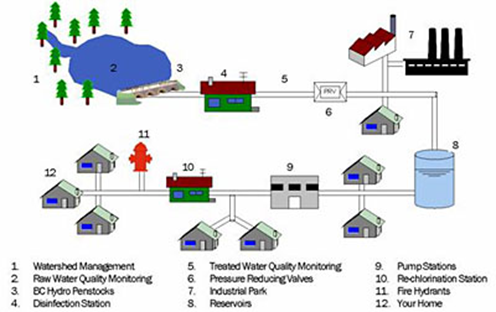 7
1
2
3
4
5
PRV
6
8
11
10
9
12
1. Watershed Management
2. Raw Water Quality Monitoring
3. BC Hydro Penstocks
4. Disinfection Station
5. Treated Water Quality Monitoring
6. Pressure Reducing Valves
7. Industrial Park
8. Reservoirs
9. Pump Stations
10. Re-chlorination Station
11. Fire Hydrants
12. Your Home